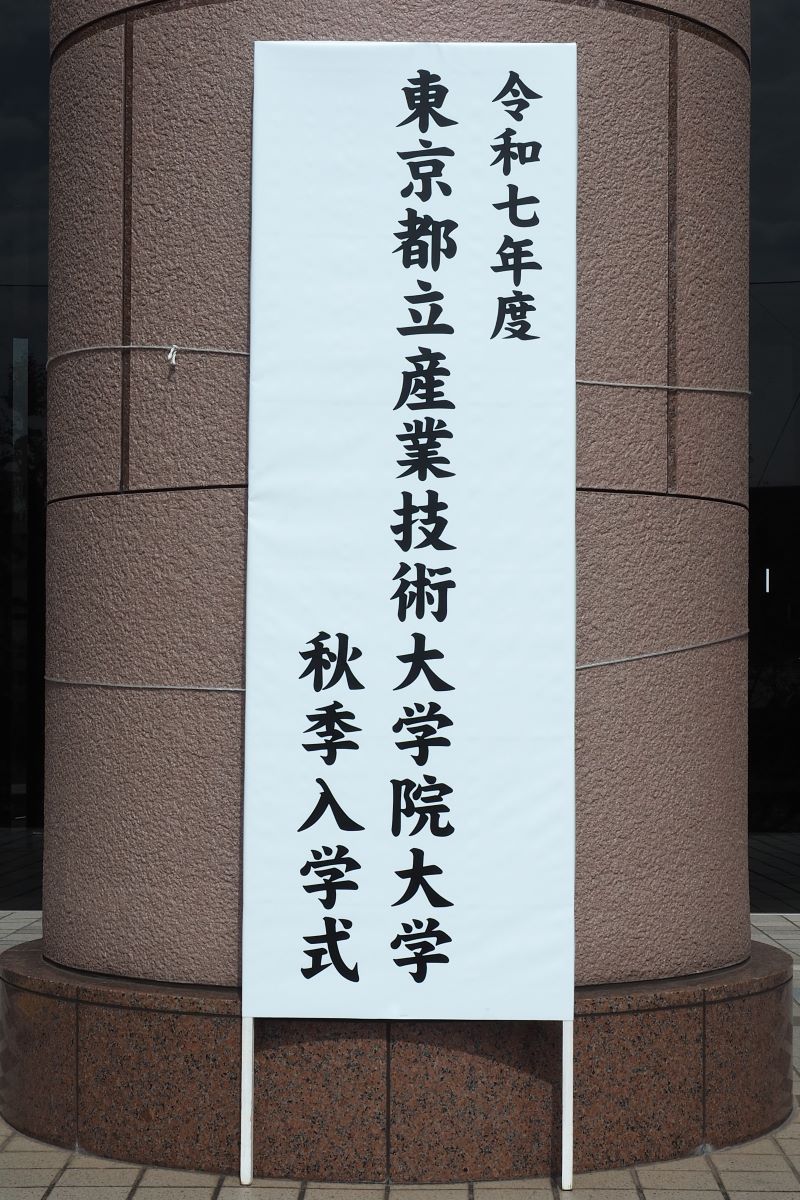 令和七年度
東京都立産業技術大学院大学
秋季入学式